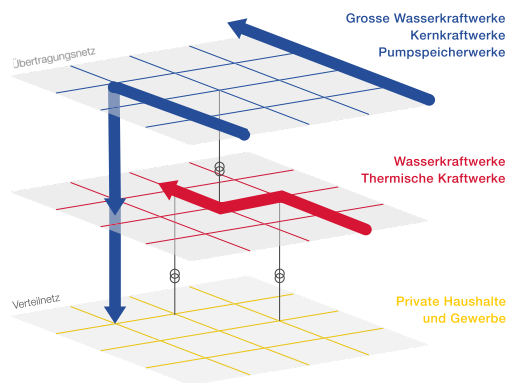 Grosse Wasserkraftwerke
Kernkraftwerke
Pumpspeicherwerke
Übertragungsnetz
Wasserkraftwerke
Thermische Kraftwerke
Verteilnetz
Private Haushalte
und Gewerbe